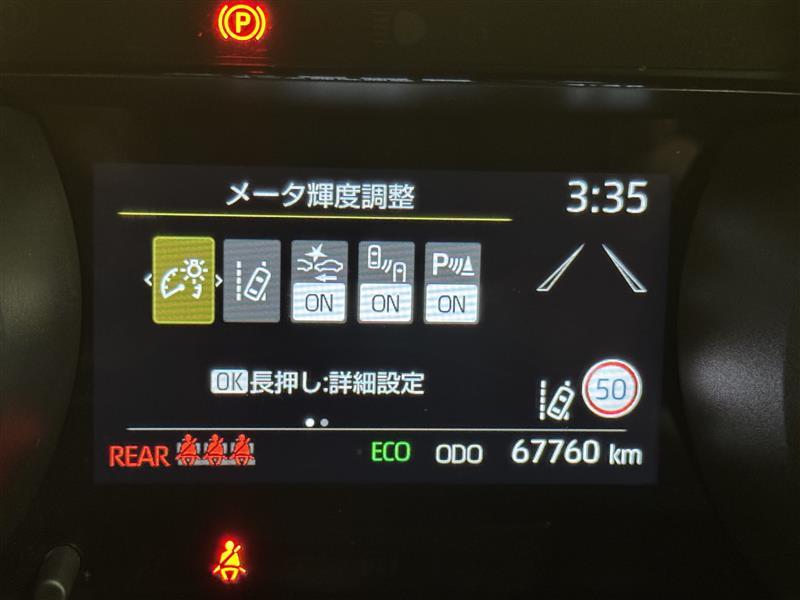 P
メータ輝度調整 3:35
P
ON ON ON
OK長押し:詳細設定
50
REAR ECO ODO 67760 km